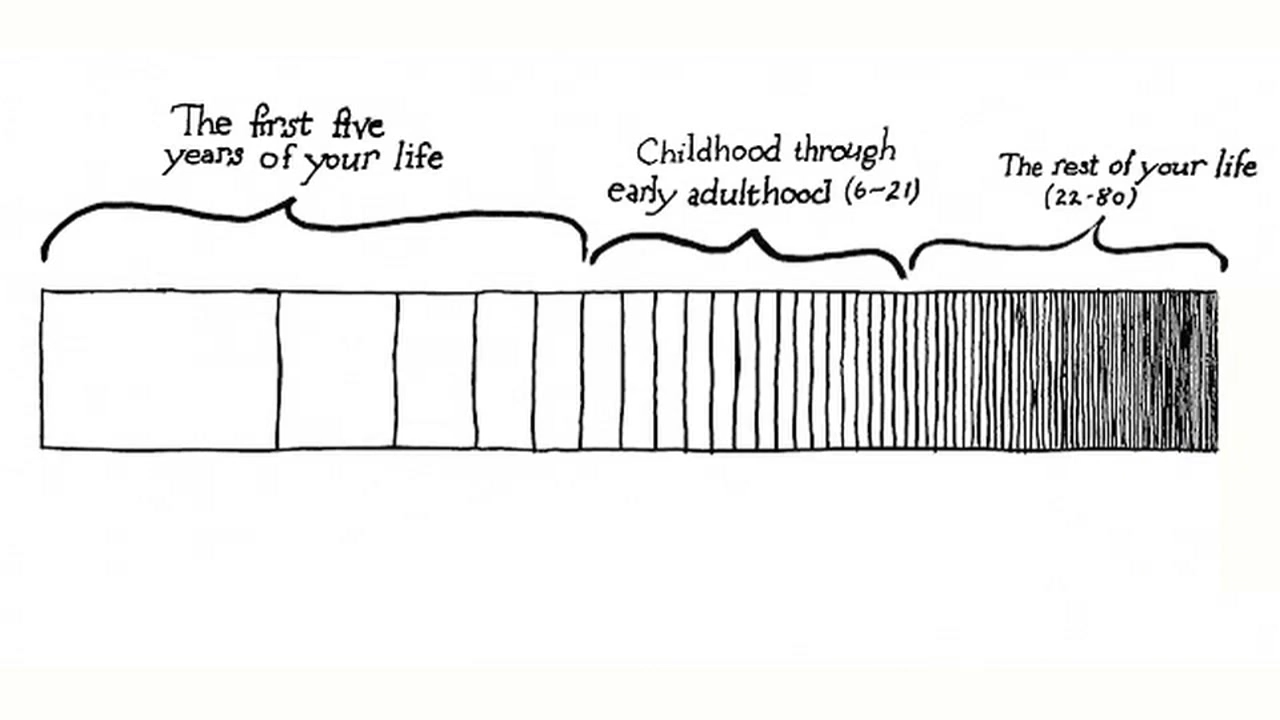 The first five
years of your life
Childhood through
early adulthood (6-21)
The rest of your life
(22-80)